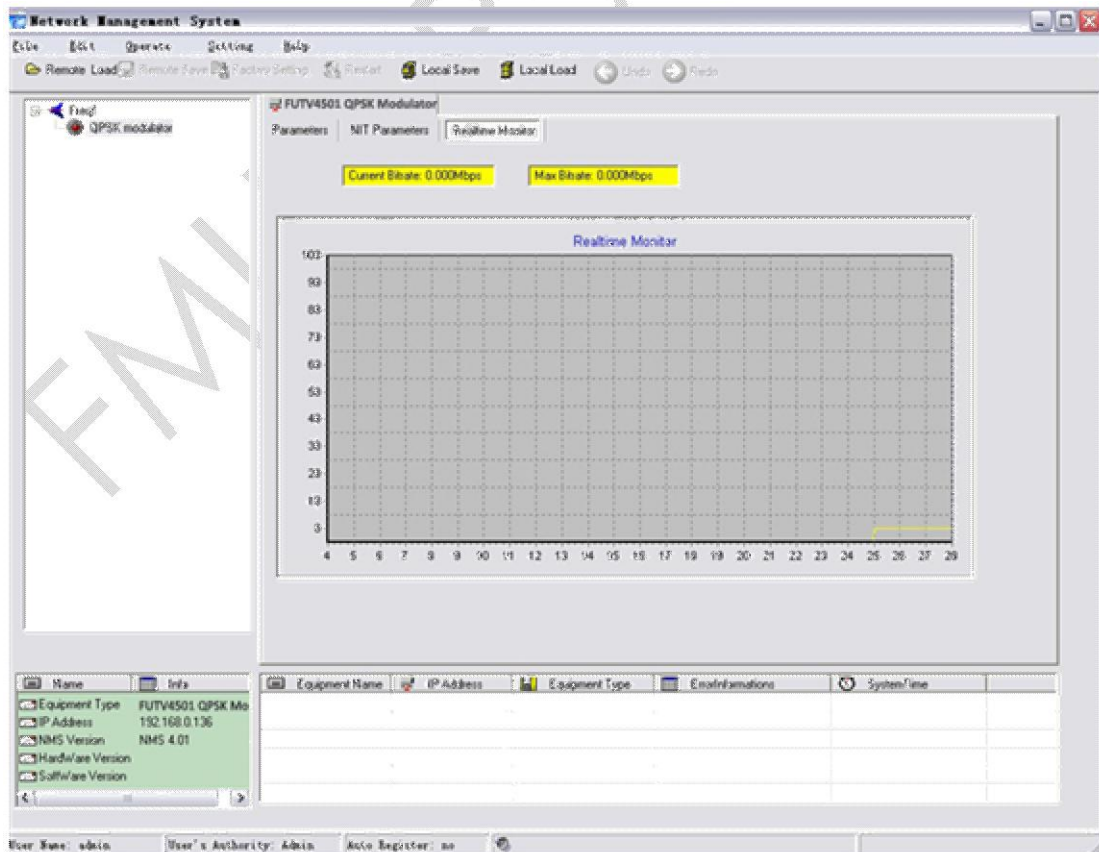 Network Management System
File Edit Operate Setting Help
Remote Load Remote Save Factory Setting Restart Local Save Local Load Undo Redo
Freq1
QPSK modulator
FUTV4501 QPSK Modulator
Parameters NIT Parameters Realtime Monitor
Current Bitrate: 0.000Mbps Max Bitrate: 0.000Mbps
Realtime Monitor
103
93
83
73
63
53
43
33
23
13
3
4 5 6 7 8 9 10 11 12 13 14 15 16 17 18 19 20 21 22 23 24 25 26 27 28
Name Info
Equipment Type FUTV4501 QPSK Mo
IP Address 192.168.0.136
NMS Version NMS 4.01
HardWare Version
SoftWare Version
Equipment Name IP Address Equipment Type ErrorInformations SystemTime
User Name: admin User's Authority: Admin Auto Register: no